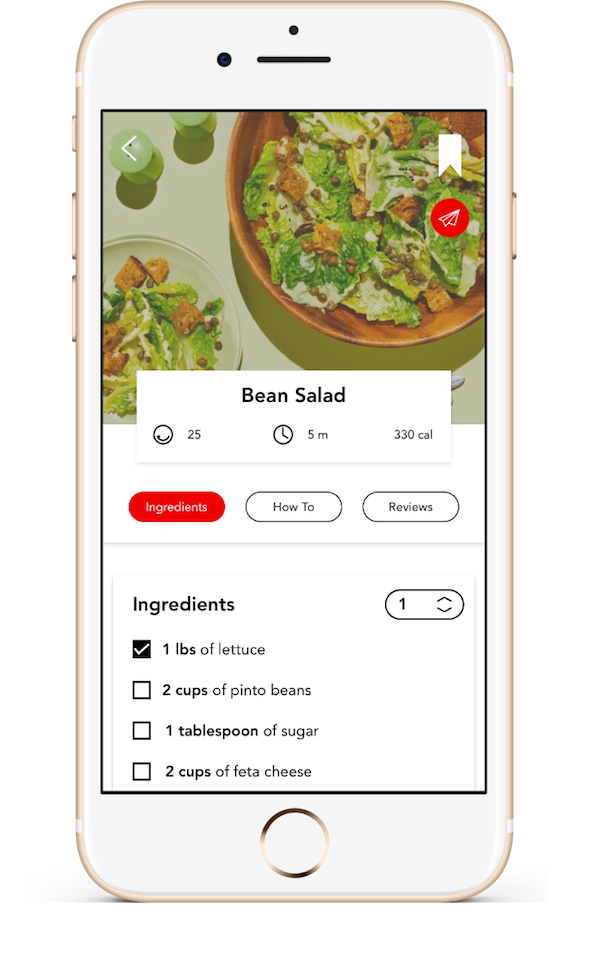 Bean Salad
25 5 m 330 cal
Ingredients How To Reviews
Ingredients 1
1 lbs of lettuce
2 cups of pinto beans
1 tablespoon of sugar
2 cups of feta cheese